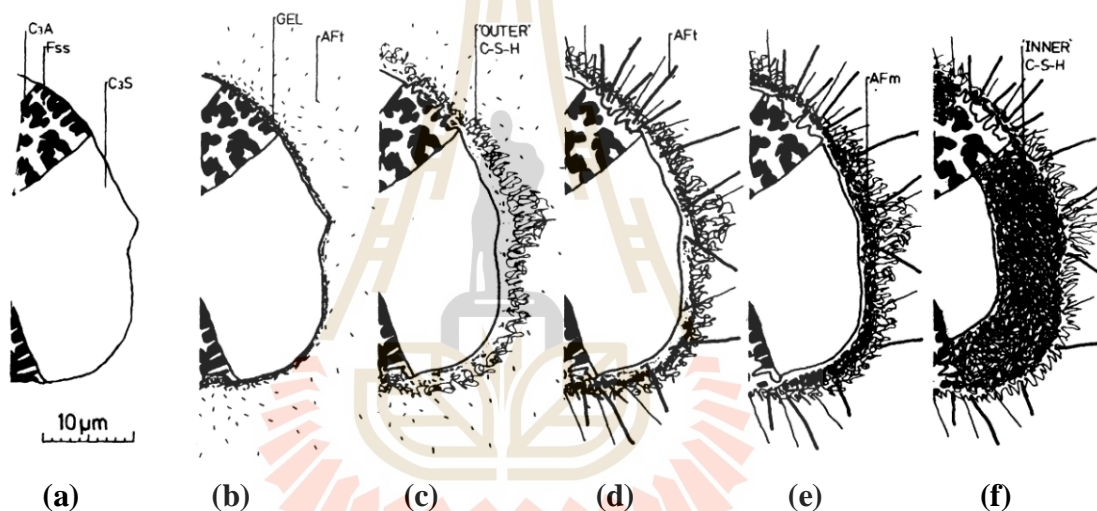 C₃A
Fss
C₃S
10 μm
(a)
GEL
AFt
(b)
'OUTER'
C-S-H
(c)
AFt
(d)
AFm
(e)
'INNER'
C-S-H
(f)